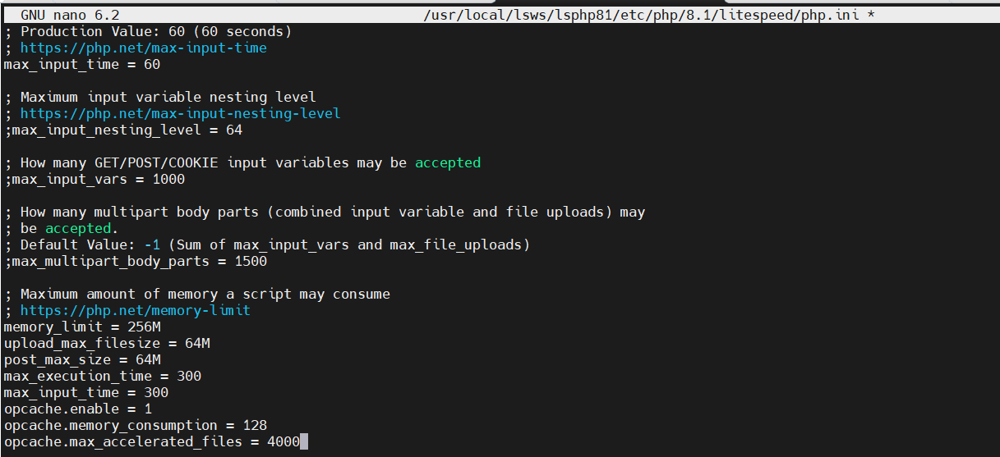 GNU nano 6.2 /usr/local/lsws/lsphp81/etc/php/8.1/litespeed/php.ini *
; Production Value: 60 (60 seconds)
; https://php.net/max-input-time
max_input_time = 60
; Maximum input variable nesting level
; https://php.net/max-input-nesting-level
;max_input_nesting_level = 64
; How many GET/POST/COOKIE input variables may be accepted
;max_input_vars = 1000
; How many multipart body parts (combined input variable and file uploads) may
; be accepted.
; Default Value: -1 (Sum of max_input_vars and max_file_uploads)
;max_multipart_body_parts = 1500
; Maximum amount of memory a script may consume
; https://php.net/memory-limit
memory_limit = 256M
upload_max_filesize = 64M
post_max_size = 64M
max_execution_time = 300
max_input_time = 300
opcache.enable = 1
opcache.memory_consumption = 128
opcache.max_accelerated_files = 4000